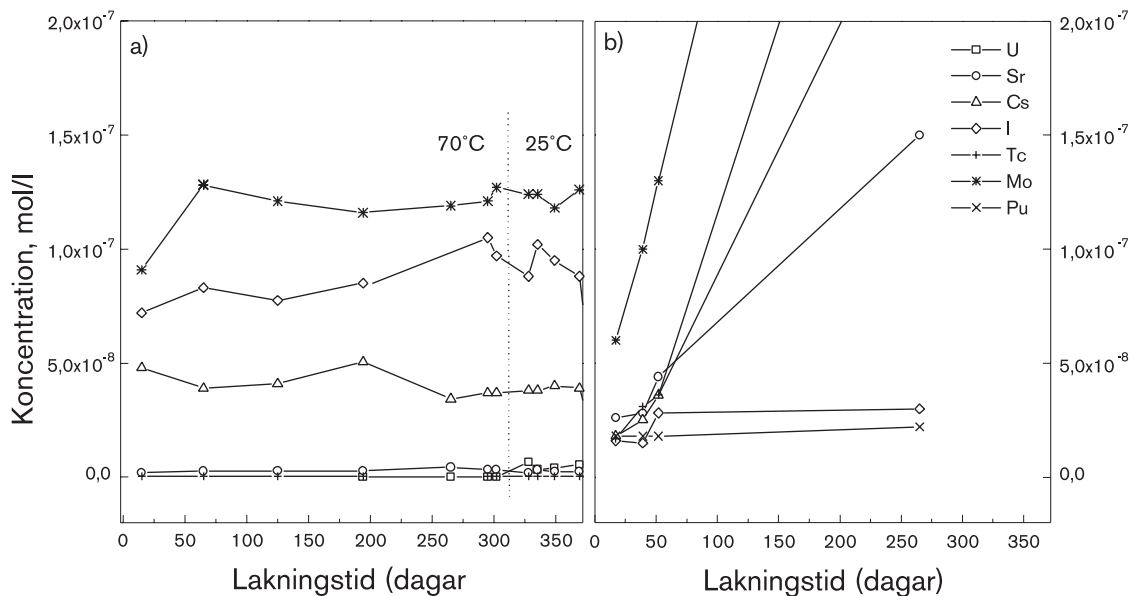 2,0x10-7
1,5x10-7
1,0x10-7
5,0x10-8
0,0
Koncentration, mol/l
a)
70°C
25°C
0 50 100 150 200 250 300 350
Lakningstid (dagar
b)
U
Sr
Cs
I
Tc
Mo
Pu
2,0x10-7
1,5x10-7
1,0x10-7
5,0x10-8
0,0
0 50 100 150 200 250 300 350
Lakningstid (dagar)